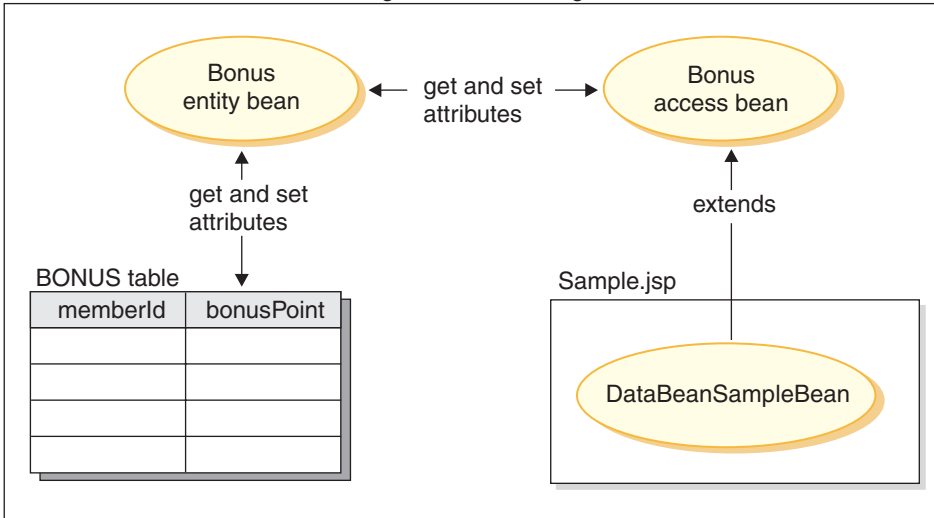 Bonus
entity bean
get and set
attributes
Bonus
access bean
get and set
attributes
extends
BONUS table
memberId bonusPoint
Sample.jsp
DataBeanSampleBean